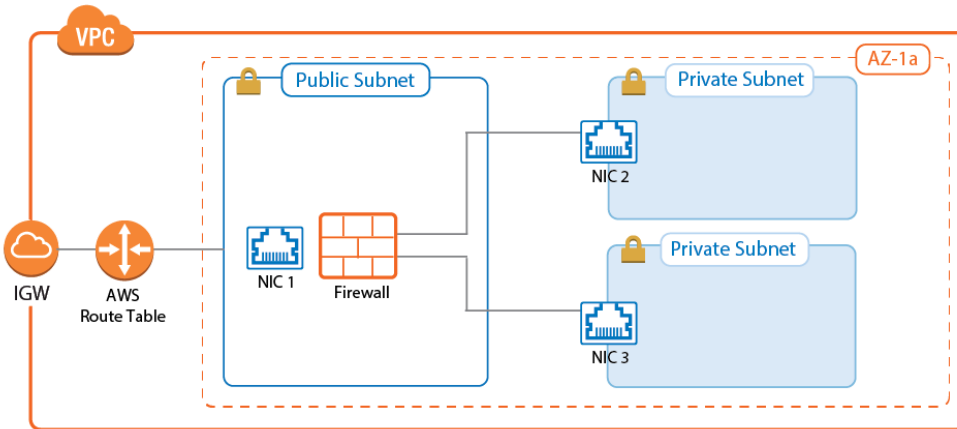 VPC
AZ-1a
Public Subnet
Private Subnet
NIC 2
Private Subnet
NIC 1
Firewall
IGW
AWS
Route Table
NIC 3